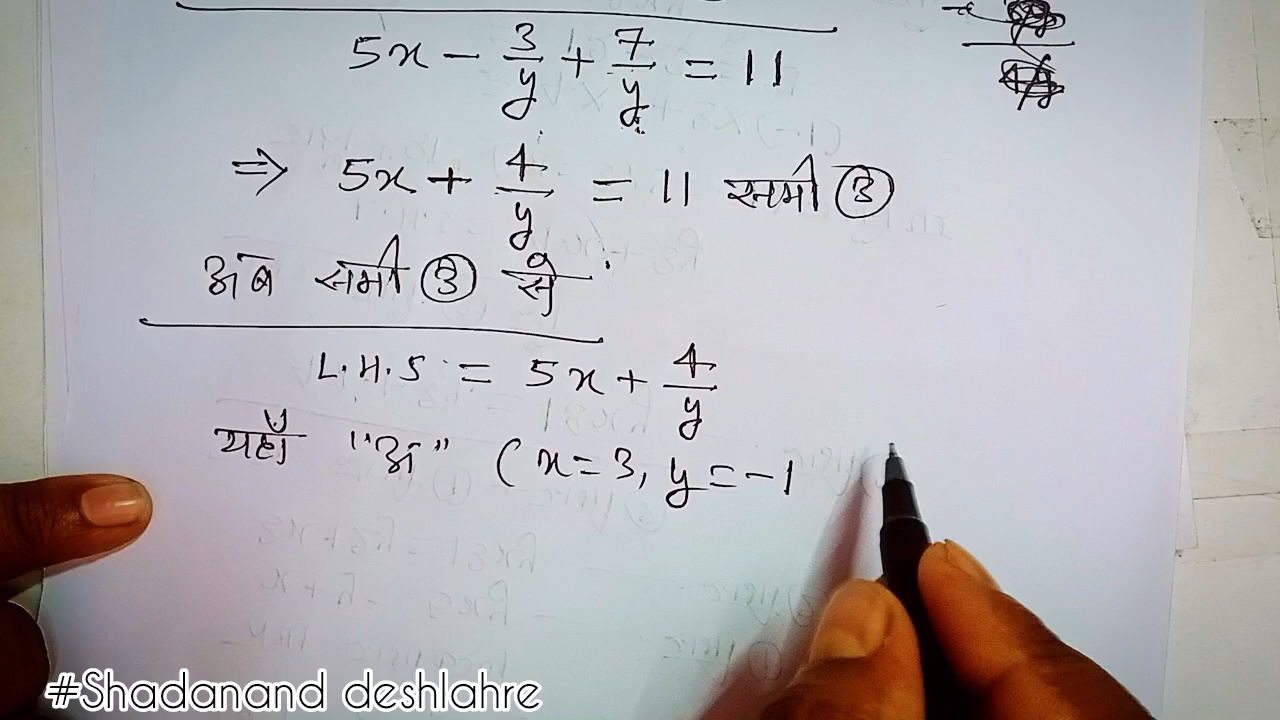 5x - 3/y + 7/y = 11
⇒ 5x + 4/y = 11 समी ③
अब समी ③ से
L.H.S = 5x + 4/y
यहाँ "अ" (x=3, y=-1
#Shadanand deshlahre